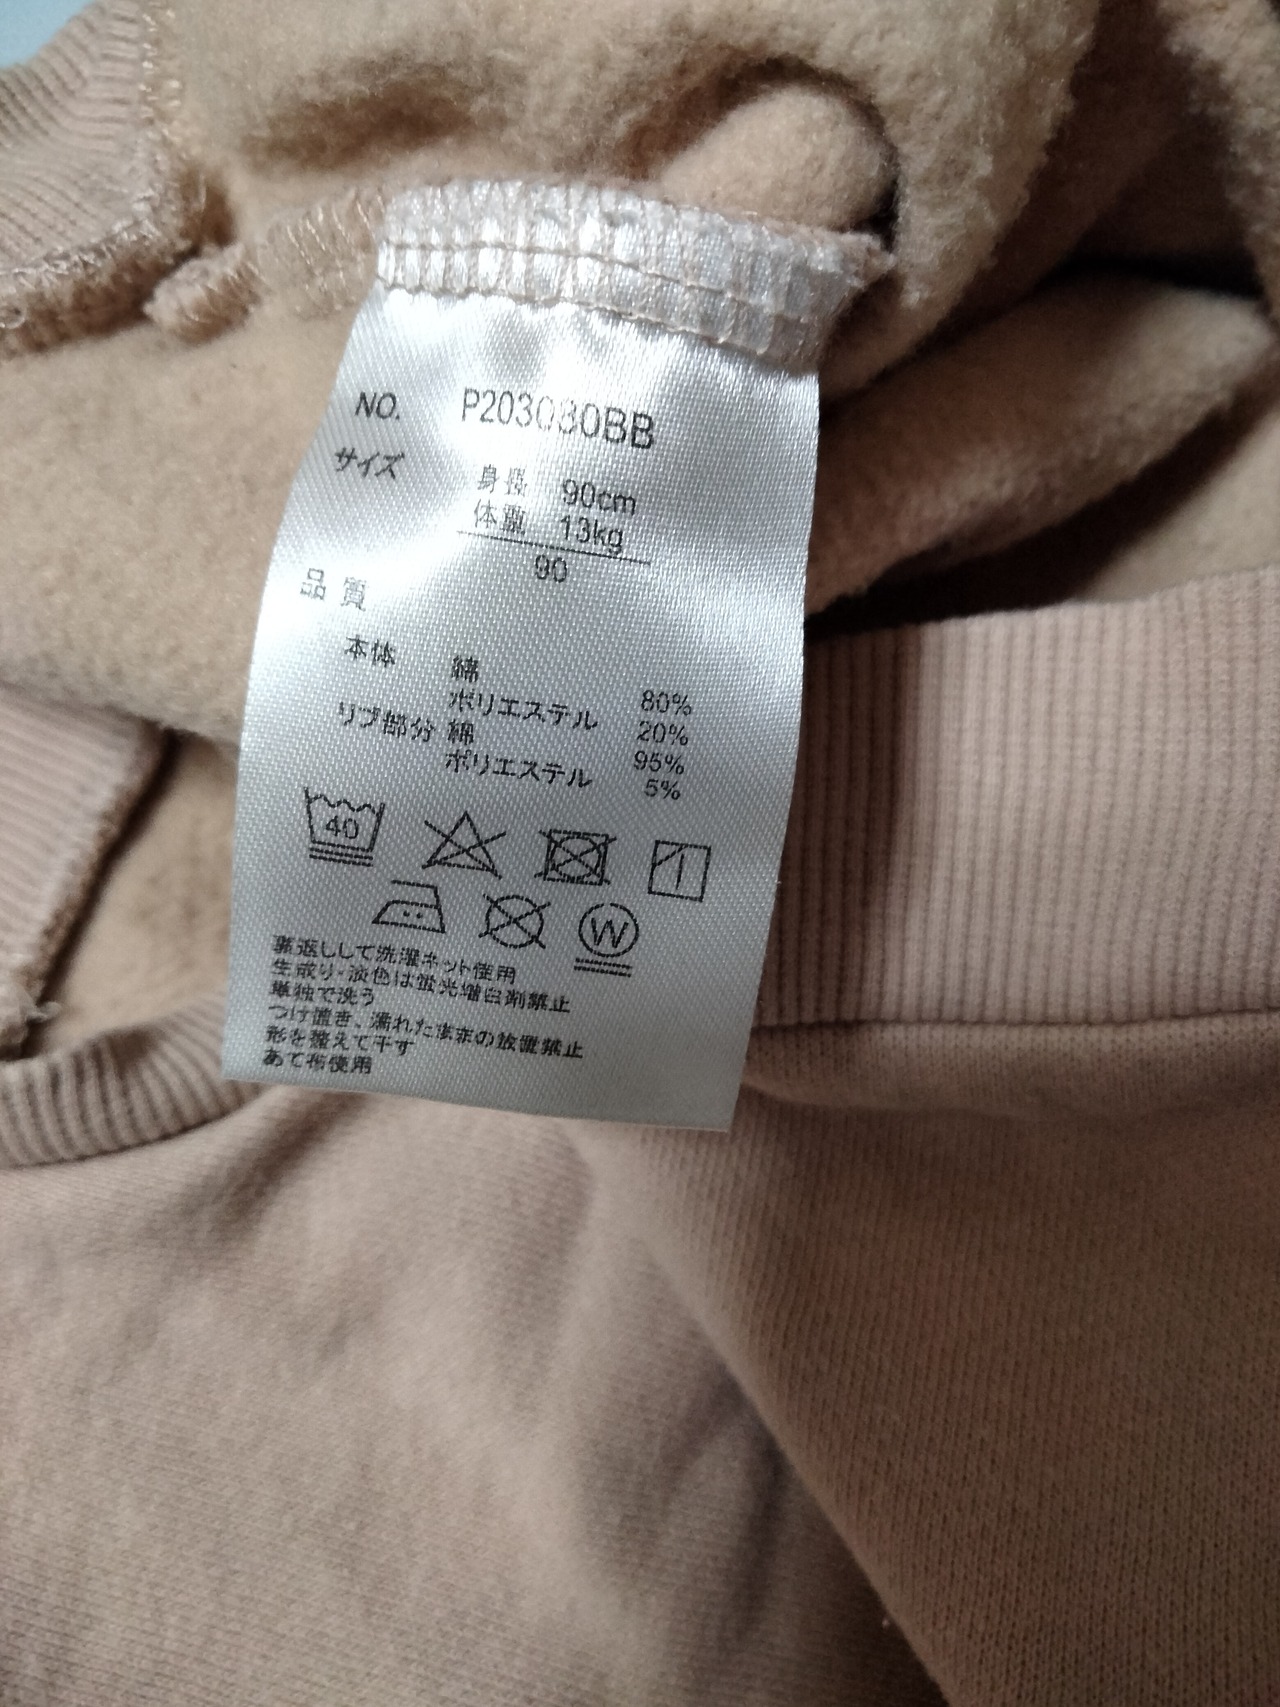 NO. P203030BB
サイズ 身長 90cm
体重 13kg
90
品質
本体 綿 80%
ポリエステル 20%
リブ部分 綿 95%
ポリエステル 5%
40
W
裏返しして洗濯ネット使用
生成り·淡色は蛍光増白剤禁止
単独で洗う
つけ置き、濡れたままの放置禁止
形を整えて干す
あて布使用